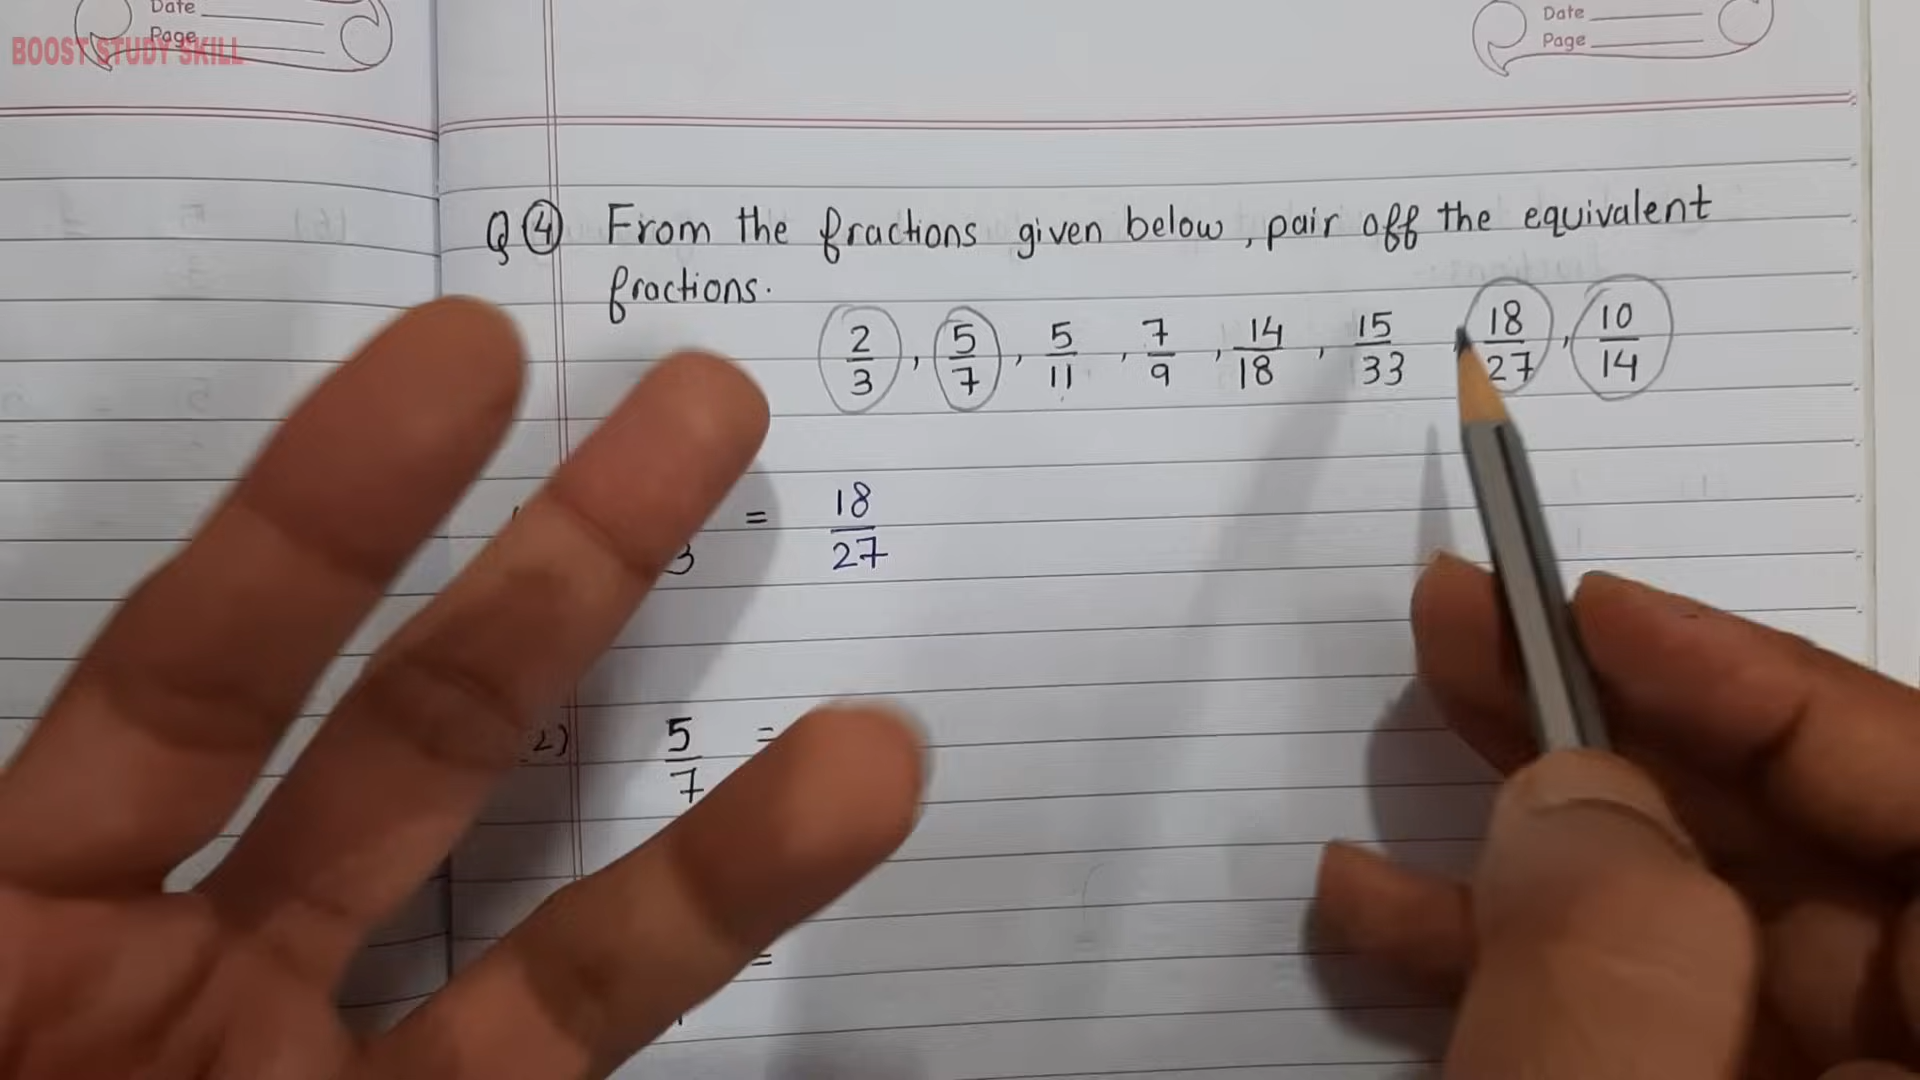 Date
Page
BOOST STUDY SKILL
Date
Page
Q 4 From the fractions given below, pair off the equivalent
fractions.
2/3, 5/7, 5/11, 7/9, 14/18, 15/33, 18/27, 10/14
3 = 18/27
2) 5/7 =
=